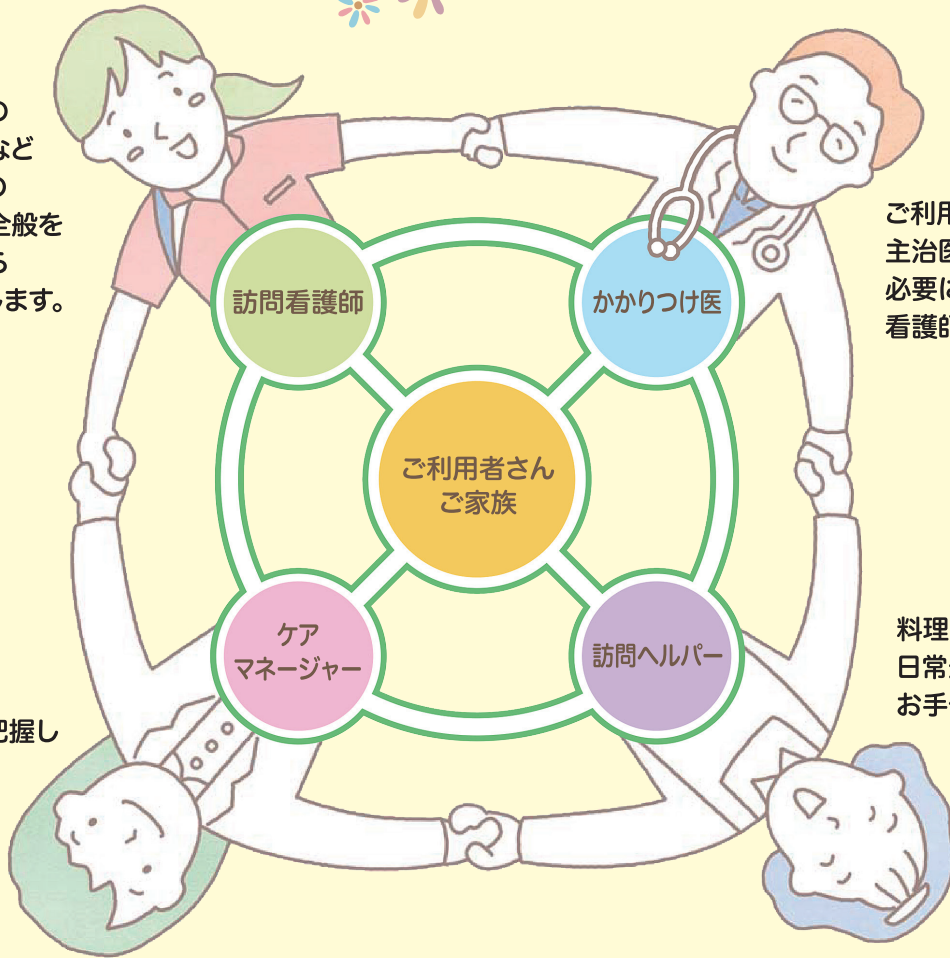 の
など
の
全般を
ら
します。
訪問看護師
かかりつけ医
ご利用
主治医
必要に
看護師
ご利用者さん
ご家族
ケア
マネージャー
訪問ヘルパー
料理
日常
お手
把握し